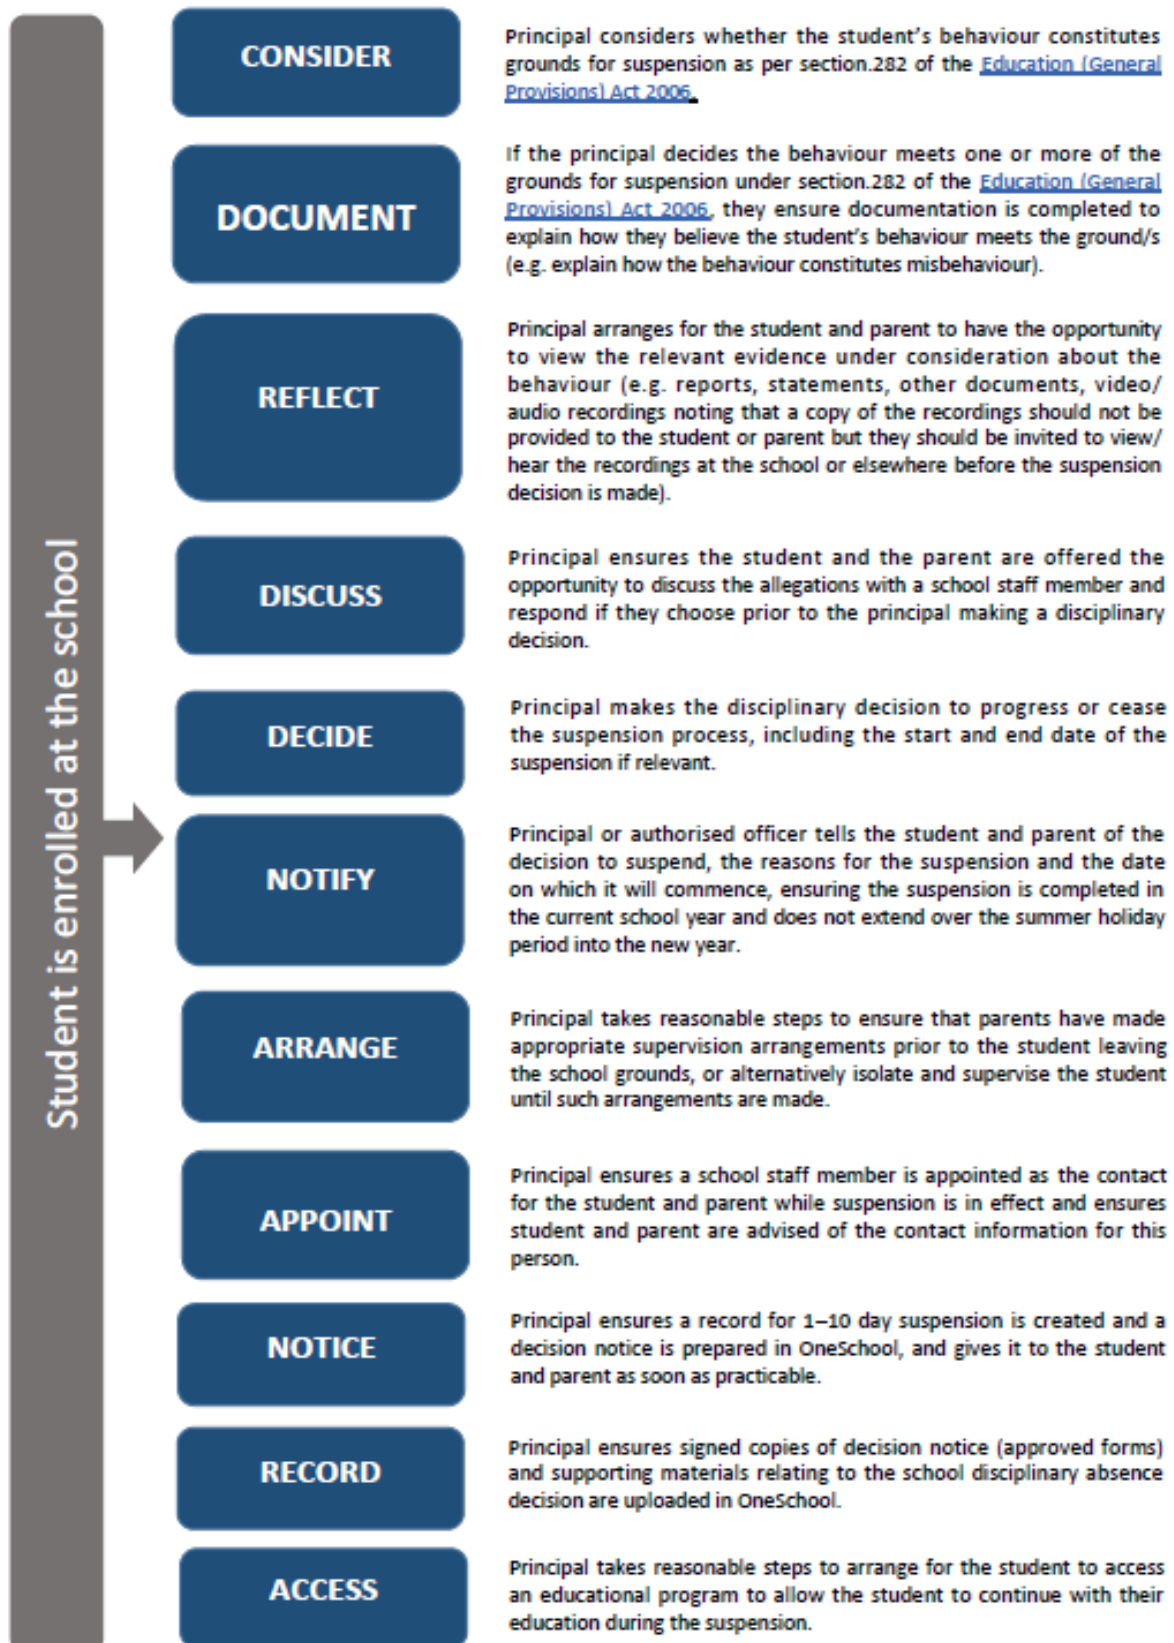 Student is enrolled at the school
CONSIDER
Principal considers whether the student's behaviour constitutes
grounds for suspension as per section.282 of the Education (General
Provisions) Act 2006.
DOCUMENT
If the principal decides the behaviour meets one or more of the
grounds for suspension under section.282 of the Education (General
Provisions) Act 2006, they ensure documentation is completed to
explain how they believe the student's behaviour meets the ground/s
(e.g. explain how the behaviour constitutes misbehaviour).
REFLECT
Principal arranges for the student and parent to have the opportunity
to view the relevant evidence under consideration about the
behaviour (e.g. reports, statements, other documents, video/
audio recordings noting that a copy of the recordings should not be
provided to the student or parent but they should be invited to view/
hear the recordings at the school or elsewhere before the suspension
decision is made).
DISCUSS
Principal ensures the student and the parent are offered the
opportunity to discuss the allegations with a school staff member and
respond if they choose prior to the principal making a disciplinary
decision.
DECIDE
Principal makes the disciplinary decision to progress or cease
the suspension process, including the start and end date of the
suspension if relevant.
NOTIFY
Principal or authorised officer tells the student and parent of the
decision to suspend, the reasons for the suspension and the date
on which it will commence, ensuring the suspension is completed in
the current school year and does not extend over the summer holiday
period into the new year.
ARRANGE
Principal takes reasonable steps to ensure that parents have made
appropriate supervision arrangements prior to the student leaving
the school grounds, or alternatively isolate and supervise the student
until such arrangements are made.
APPOINT
Principal ensures a school staff member is appointed as the contact
for the student and parent while suspension is in effect and ensures
student and parent are advised of the contact information for this
person.
NOTICE
Principal ensures a record for 1–10 day suspension is created and a
decision notice is prepared in OneSchool, and gives it to the student
and parent as soon as practicable.
RECORD
Principal ensures signed copies of decision notice (approved forms)
and supporting materials relating to the school disciplinary absence
decision are uploaded in OneSchool.
ACCESS
Principal takes reasonable steps to arrange for the student to access
an educational program to allow the student to continue with their
education during the suspension.